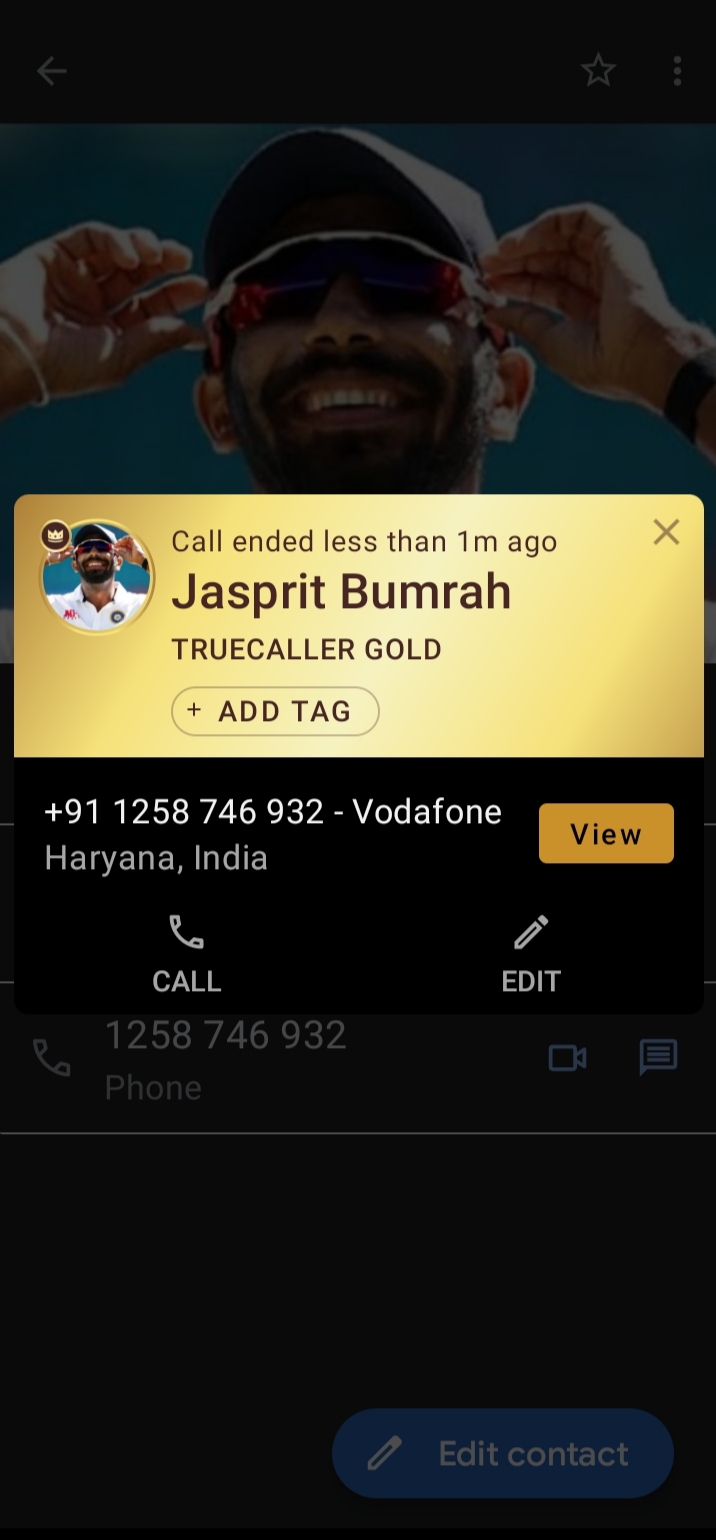 Call ended less than 1m ago
Jasprit Bumrah
TRUECALLER GOLD
+ ADD TAG
+91 1258 746 932 - Vodafone
View
Haryana, India
CALL
EDIT
1258 746 932
Phone
Edit contact